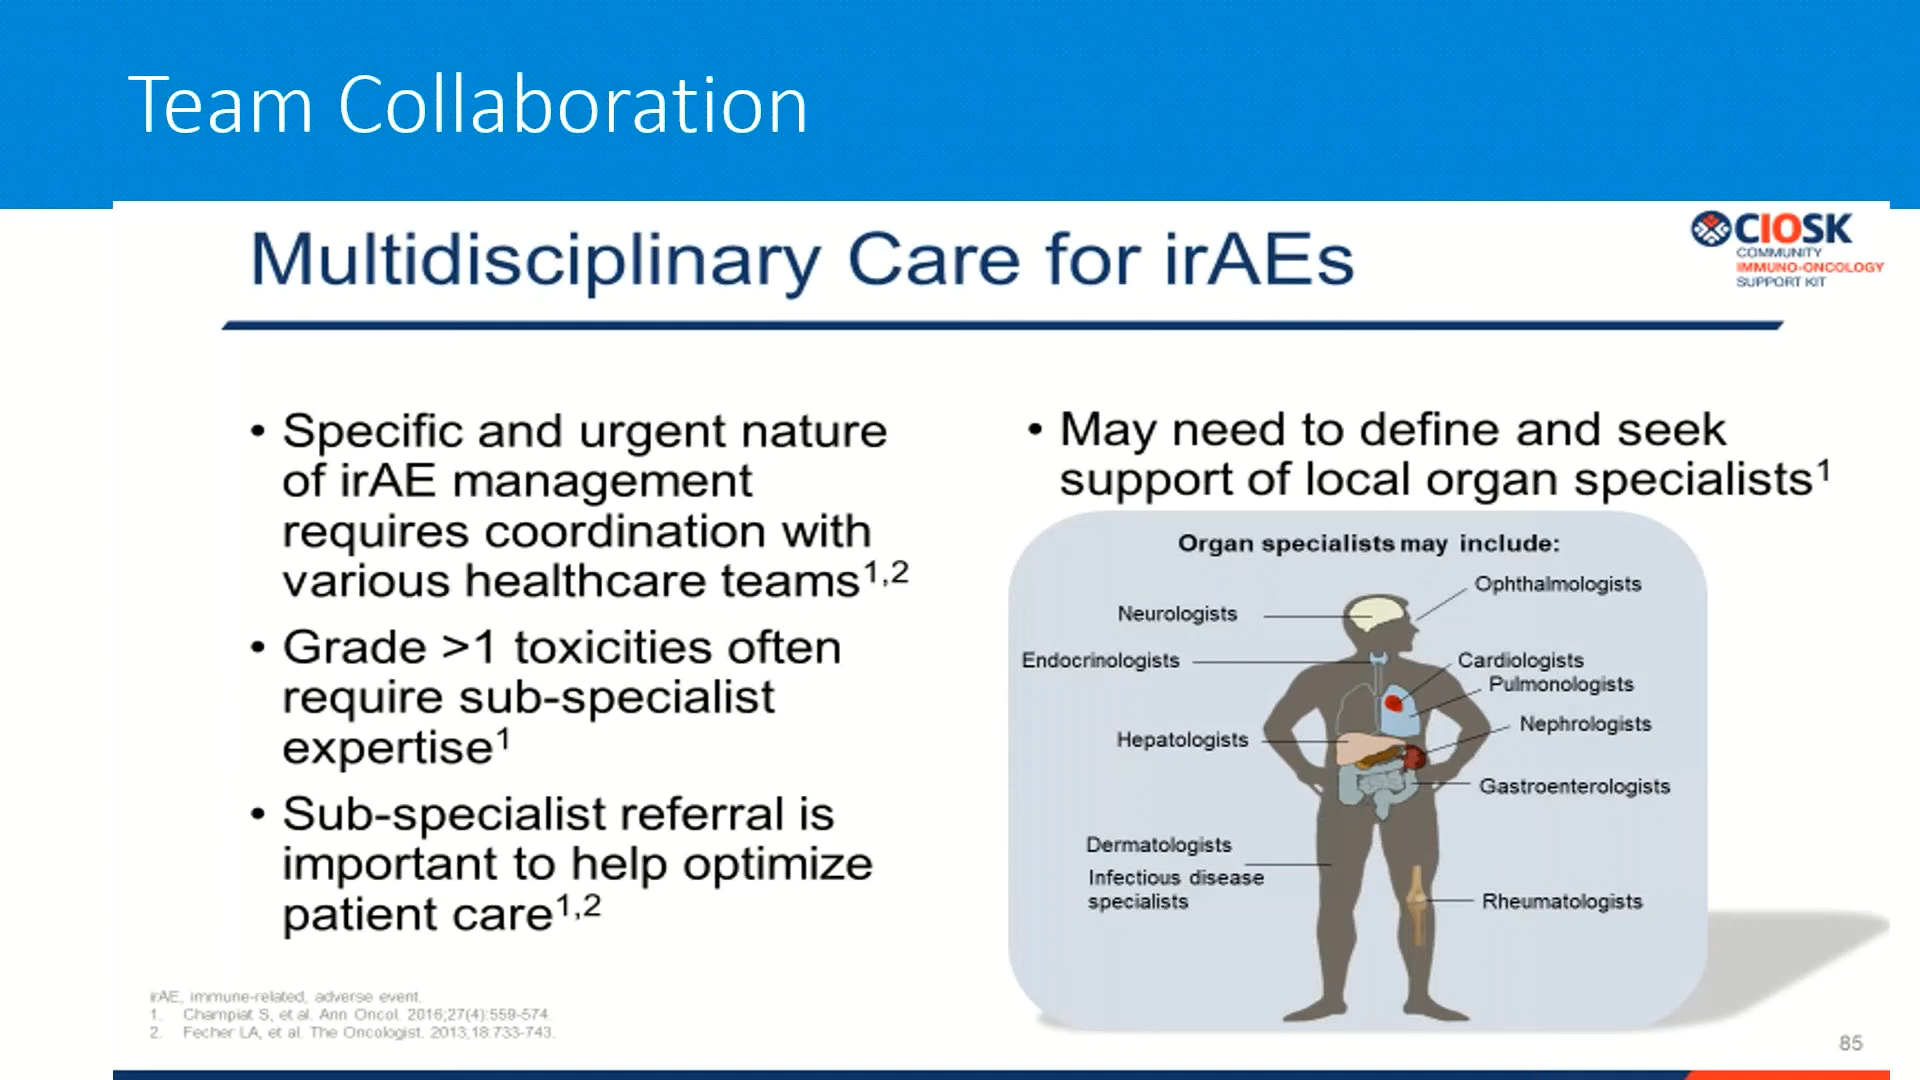 Team Collaboration
Multidisciplinary Care for irAEs
CIOSK
COMMUNITY
IMMUNO-ONCOLOGY
SUPPORT KIT
• Specific and urgent nature
of irAE management
requires coordination with
various healthcare teams1,2
• Grade >1 toxicities often
require sub-specialist
expertise1
• Sub-specialist referral is
important to help optimize
patient care1,2
• May need to define and seek
support of local organ specialists1
Organ specialists may include:
Ophthalmologists
Neurologists
Endocrinologists
Cardiologists
Pulmonologists
Nephrologists
Hepatologists
Gastroenterologists
Dermatologists
Infectious disease
specialists
Rheumatologists
irAE, immune-related, adverse event.
1. Champiat S, et al. Ann Oncol. 2016;27(4):559-574.
2. Fecher LA, et al. The Oncologist. 2013;18:733-743.
85